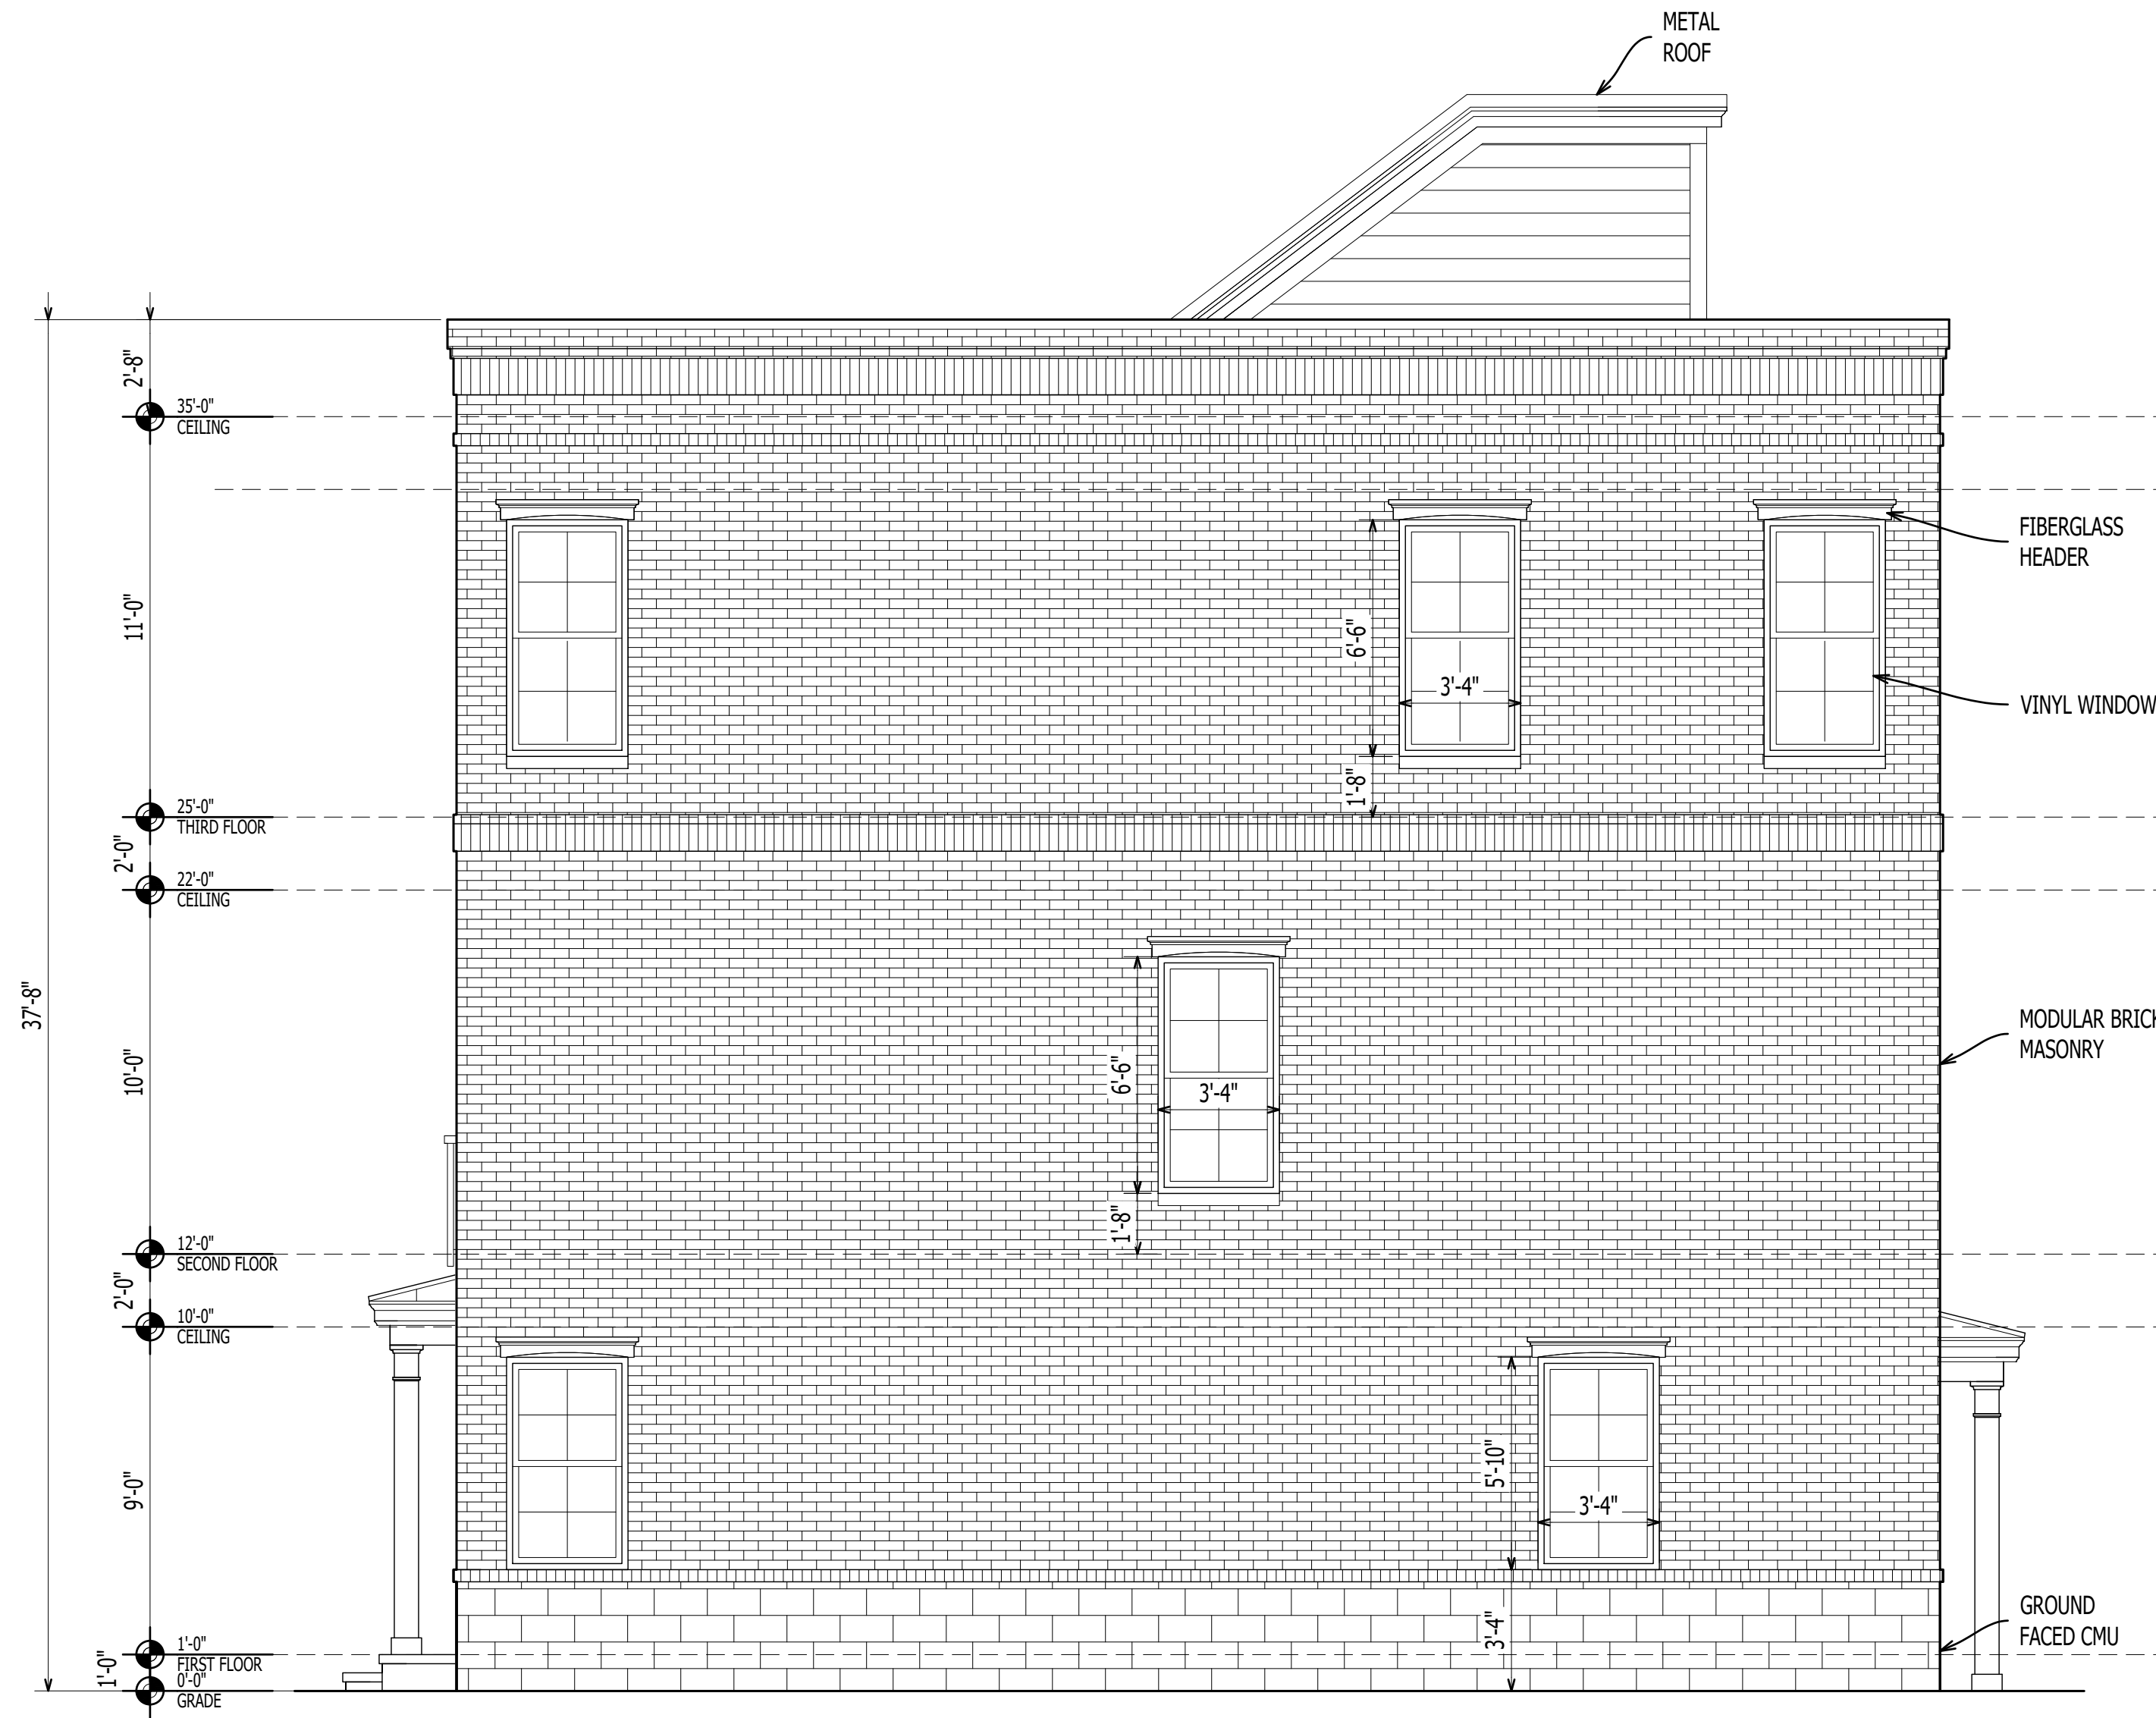 METAL
ROOF
2'-8"
35'-0"
CEILING
FIBERGLASS
HEADER
11'-0"
6'-6"
3'-4"
VINYL WINDOW
1'-8"
25'-0"
THIRD FLOOR
2'-0"
22'-0"
CEILING
37'-8"
10'-0"
6'-6"
3'-4"
MODULAR BRICK
MASONRY
1'-8"
12'-0"
SECOND FLOOR
2'-0"
10'-0"
CEILING
9'-0"
5'-10"
3'-4"
3'-4"
GROUND
FACED CMU
1'-0"
FIRST FLOOR
1'-0"
0'-0"
GRADE